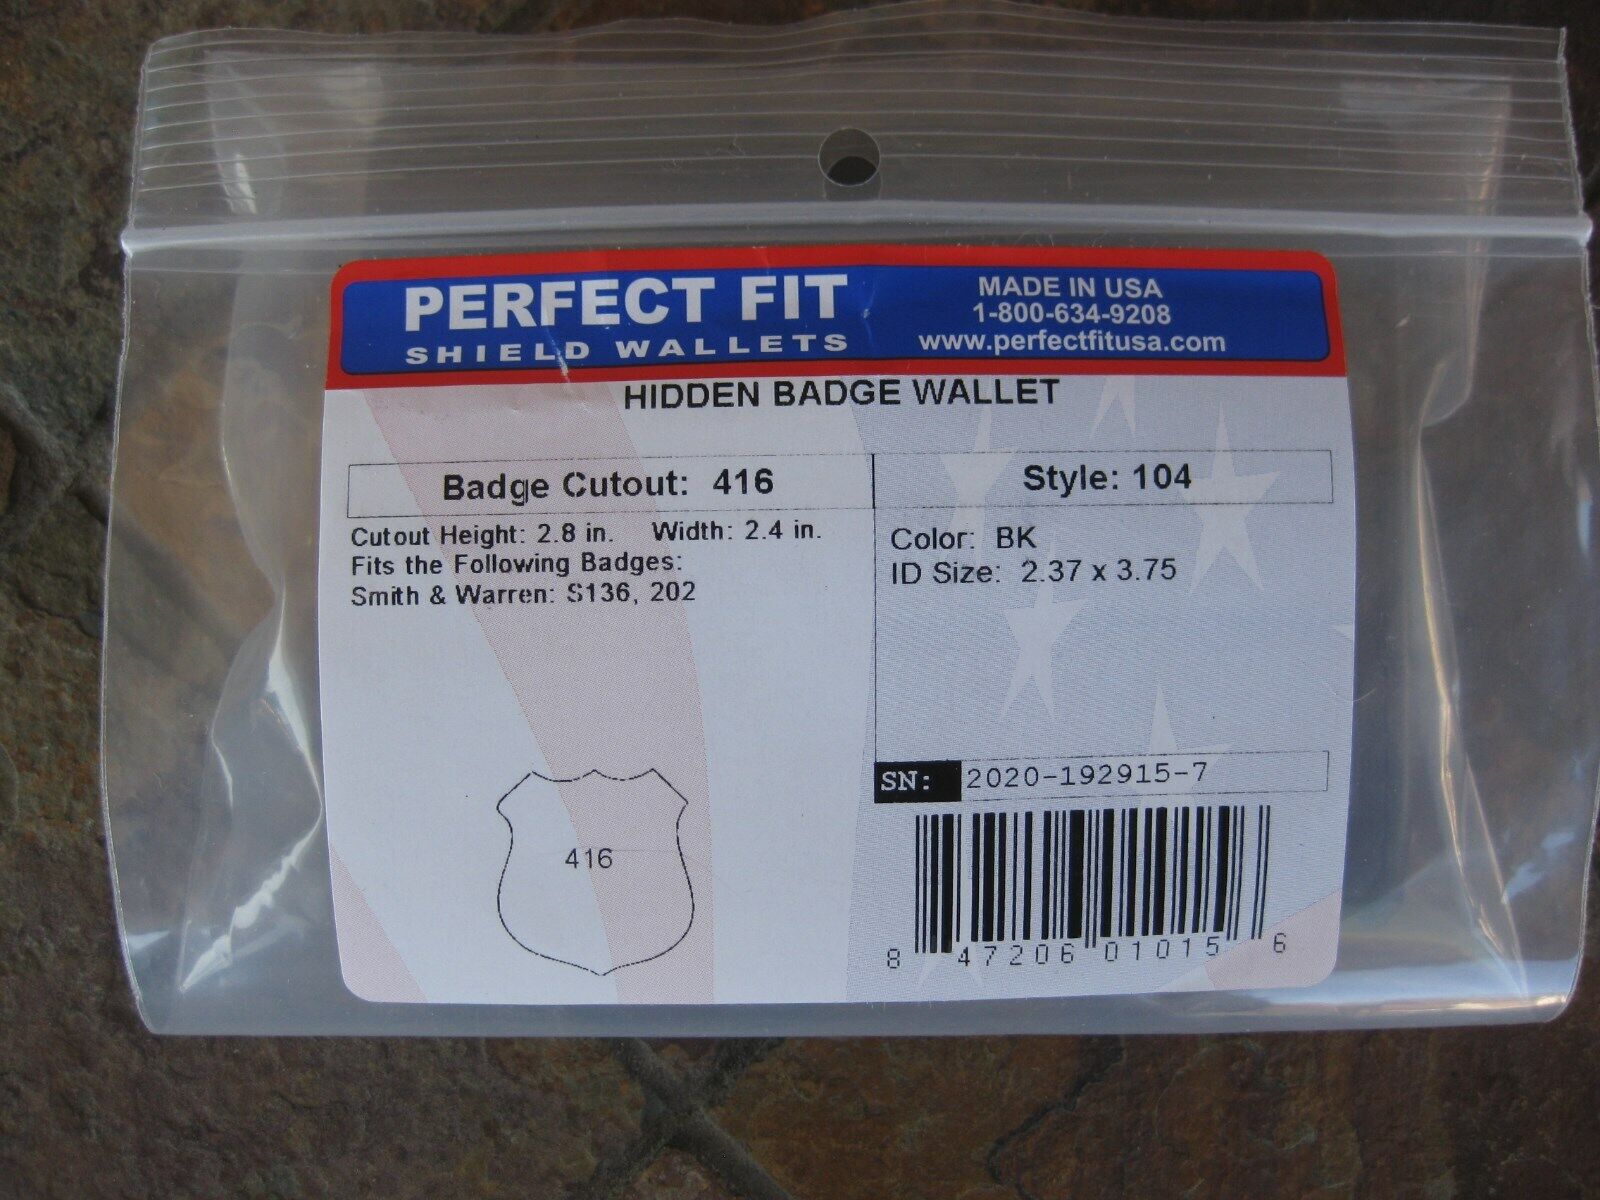 PERFECT FIT
SHIELD WALLETS
MADE IN USA
1-800-634-9208
www.perfectfitusa.com
HIDDEN BADGE WALLET
Badge Cutout: 416
Style: 104
Cutout Height: 2.8 in. Width: 2.4 in.
Fits the Following Badges:
Smith & Warren: S136, 202
Color: BK
ID Size: 2.37 x 3.75
416
SN: 2020-192915-7
8 47206 01015 6